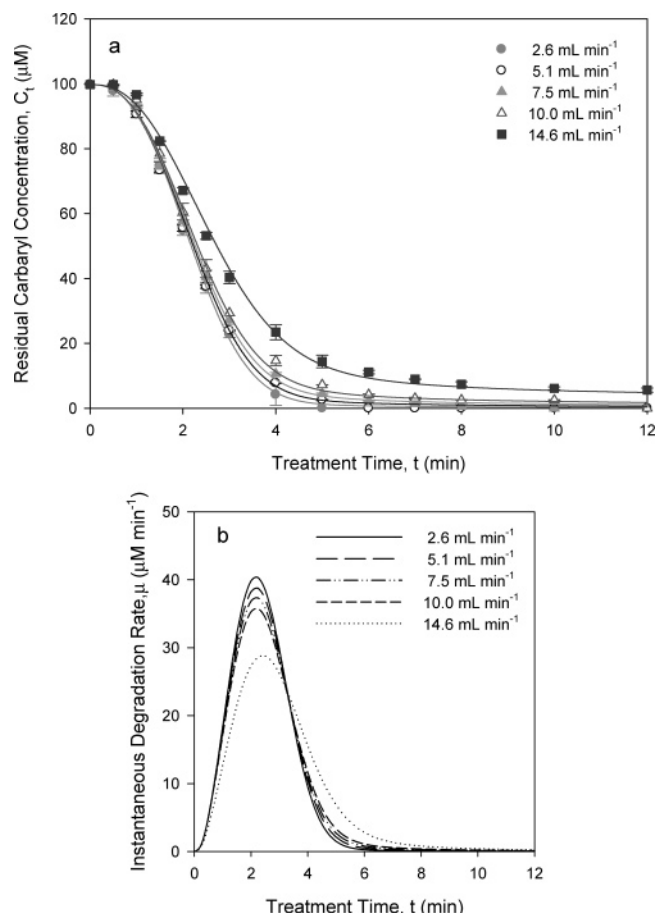 a
2.6 mL min⁻¹
5.1 mL min⁻¹
7.5 mL min⁻¹
10.0 mL min⁻¹
14.6 mL min⁻¹
Residual Carbaryl Concentration, Cₜ (μM)
120
100
80
60
40
20
0
0 2 4 6 8 10 12
Treatment Time, t (min)
b
2.6 mL min⁻¹
5.1 mL min⁻¹
7.5 mL min⁻¹
10.0 mL min⁻¹
14.6 mL min⁻¹
Instantaneous Degradation Rate,μ (μM min⁻¹)
50
40
30
20
10
0
0 2 4 6 8 10 12
Treatment Time, t (min)